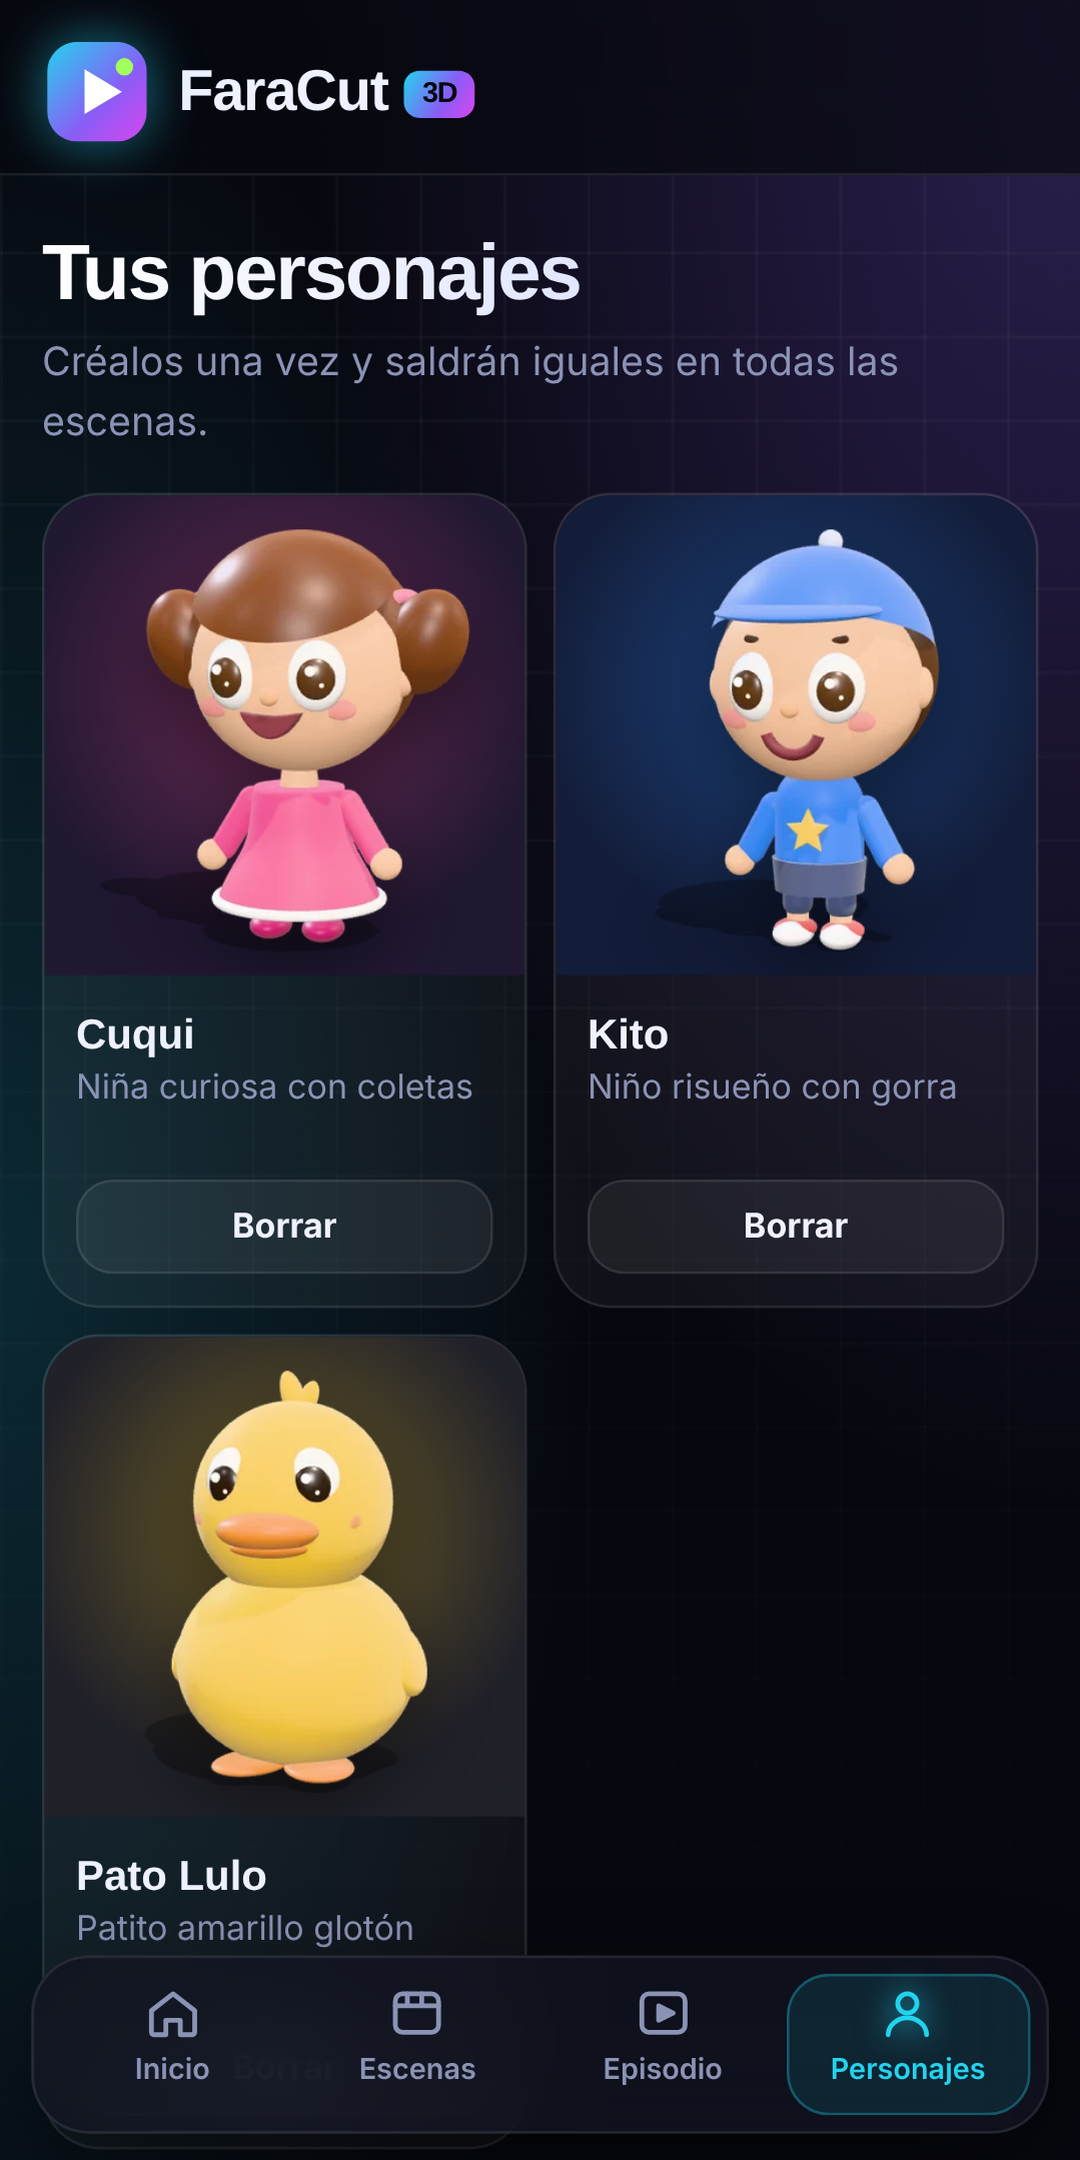 FaraCut 3D
Tus personajes
Créalos una vez y saldrán iguales en todas las
escenas.
Cuqui
Niña curiosa con coletas
Borrar
Kito
Niño risueño con gorra
Borrar
Pato Lulo
Patito amarillo glotón
Borrar
Inicio
Escenas
Episodio
Personajes